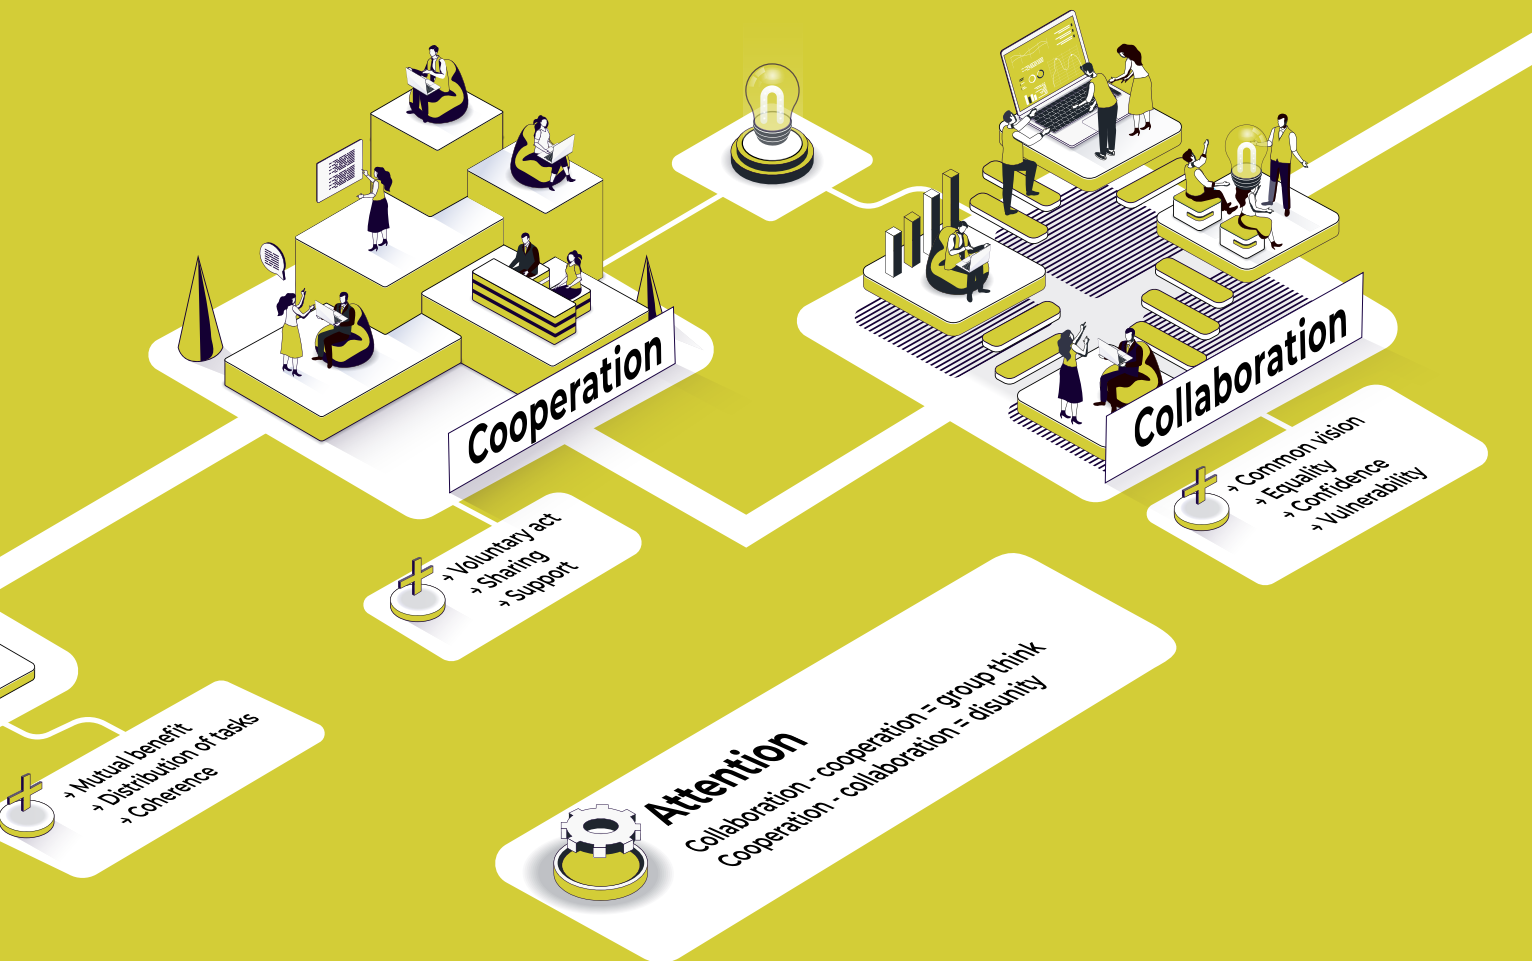 Cooperation
→ Voluntary act
→ Sharing
→ Support
Collaboration
→ Common vision
→ Equality
→ Confidence
→ Vulnerability
→ Mutual benefit
→ Distribution of tasks
→ Coherence
Attention
Collaboration - cooperation = group think
Cooperation - collaboration = disunity